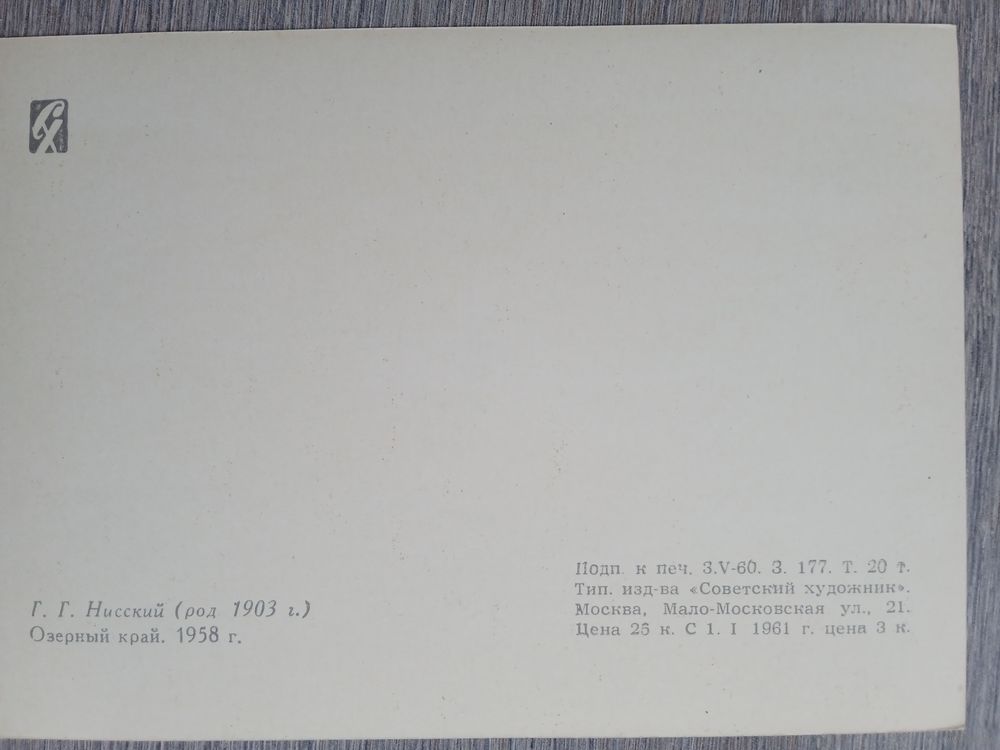 СХ
Г. Г. Нисский (род. 1903 г.)
Озерный край. 1958 г.
Подп. к печ. 3.V-60. З. 177. Т. 20 т.
Тип. изд-ва «Советский художник».
Москва, Мало-Московская ул., 21.
Цена 25 к. С 1. I 1961 г. цена 3 к.